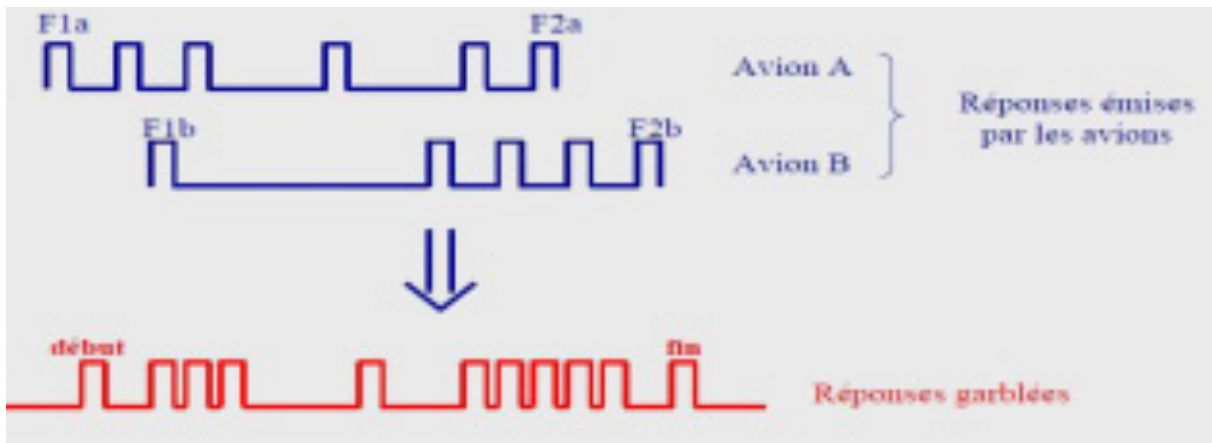 F1a F2a
Avion A
F1b F2b
Avion B
Réponses émises
par les avions
début fin
Réponses garblées